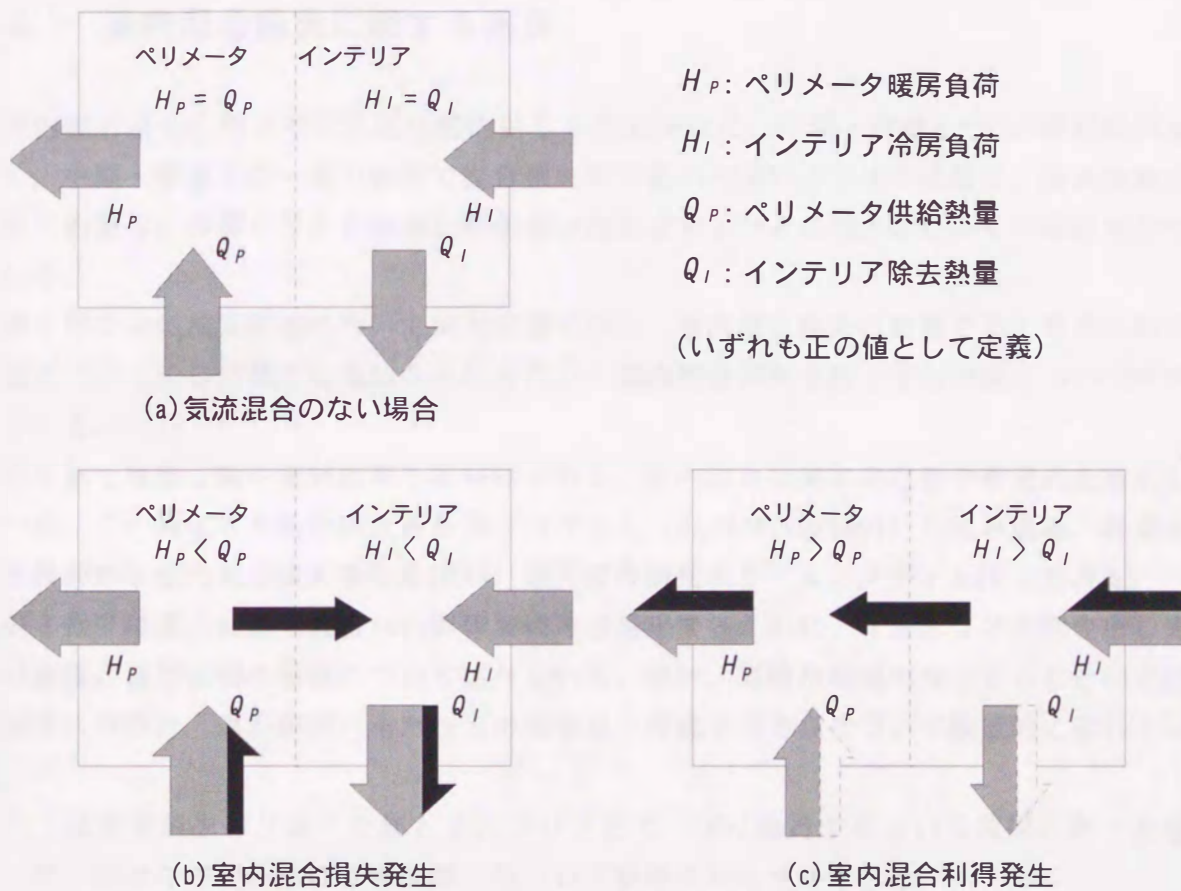 ペリメータ インテリア
H_P = Q_P H_I = Q_I
H_P H_I
Q_P Q_I
(a)気流混合のない場合
H_P: ペリメータ暖房負荷
H_I: インテリア冷房負荷
Q_P: ペリメータ供給熱量
Q_I: インテリア除去熱量
(いずれも正の値として定義)
ペリメータ インテリア
H_P < Q_P H_I < Q_I
H_P H_I
Q_P Q_I
(b)室内混合損失発生
ペリメータ インテリア
H_P > Q_P H_I > Q_I
H_P H_I
Q_P Q_I
(c)室内混合利得発生